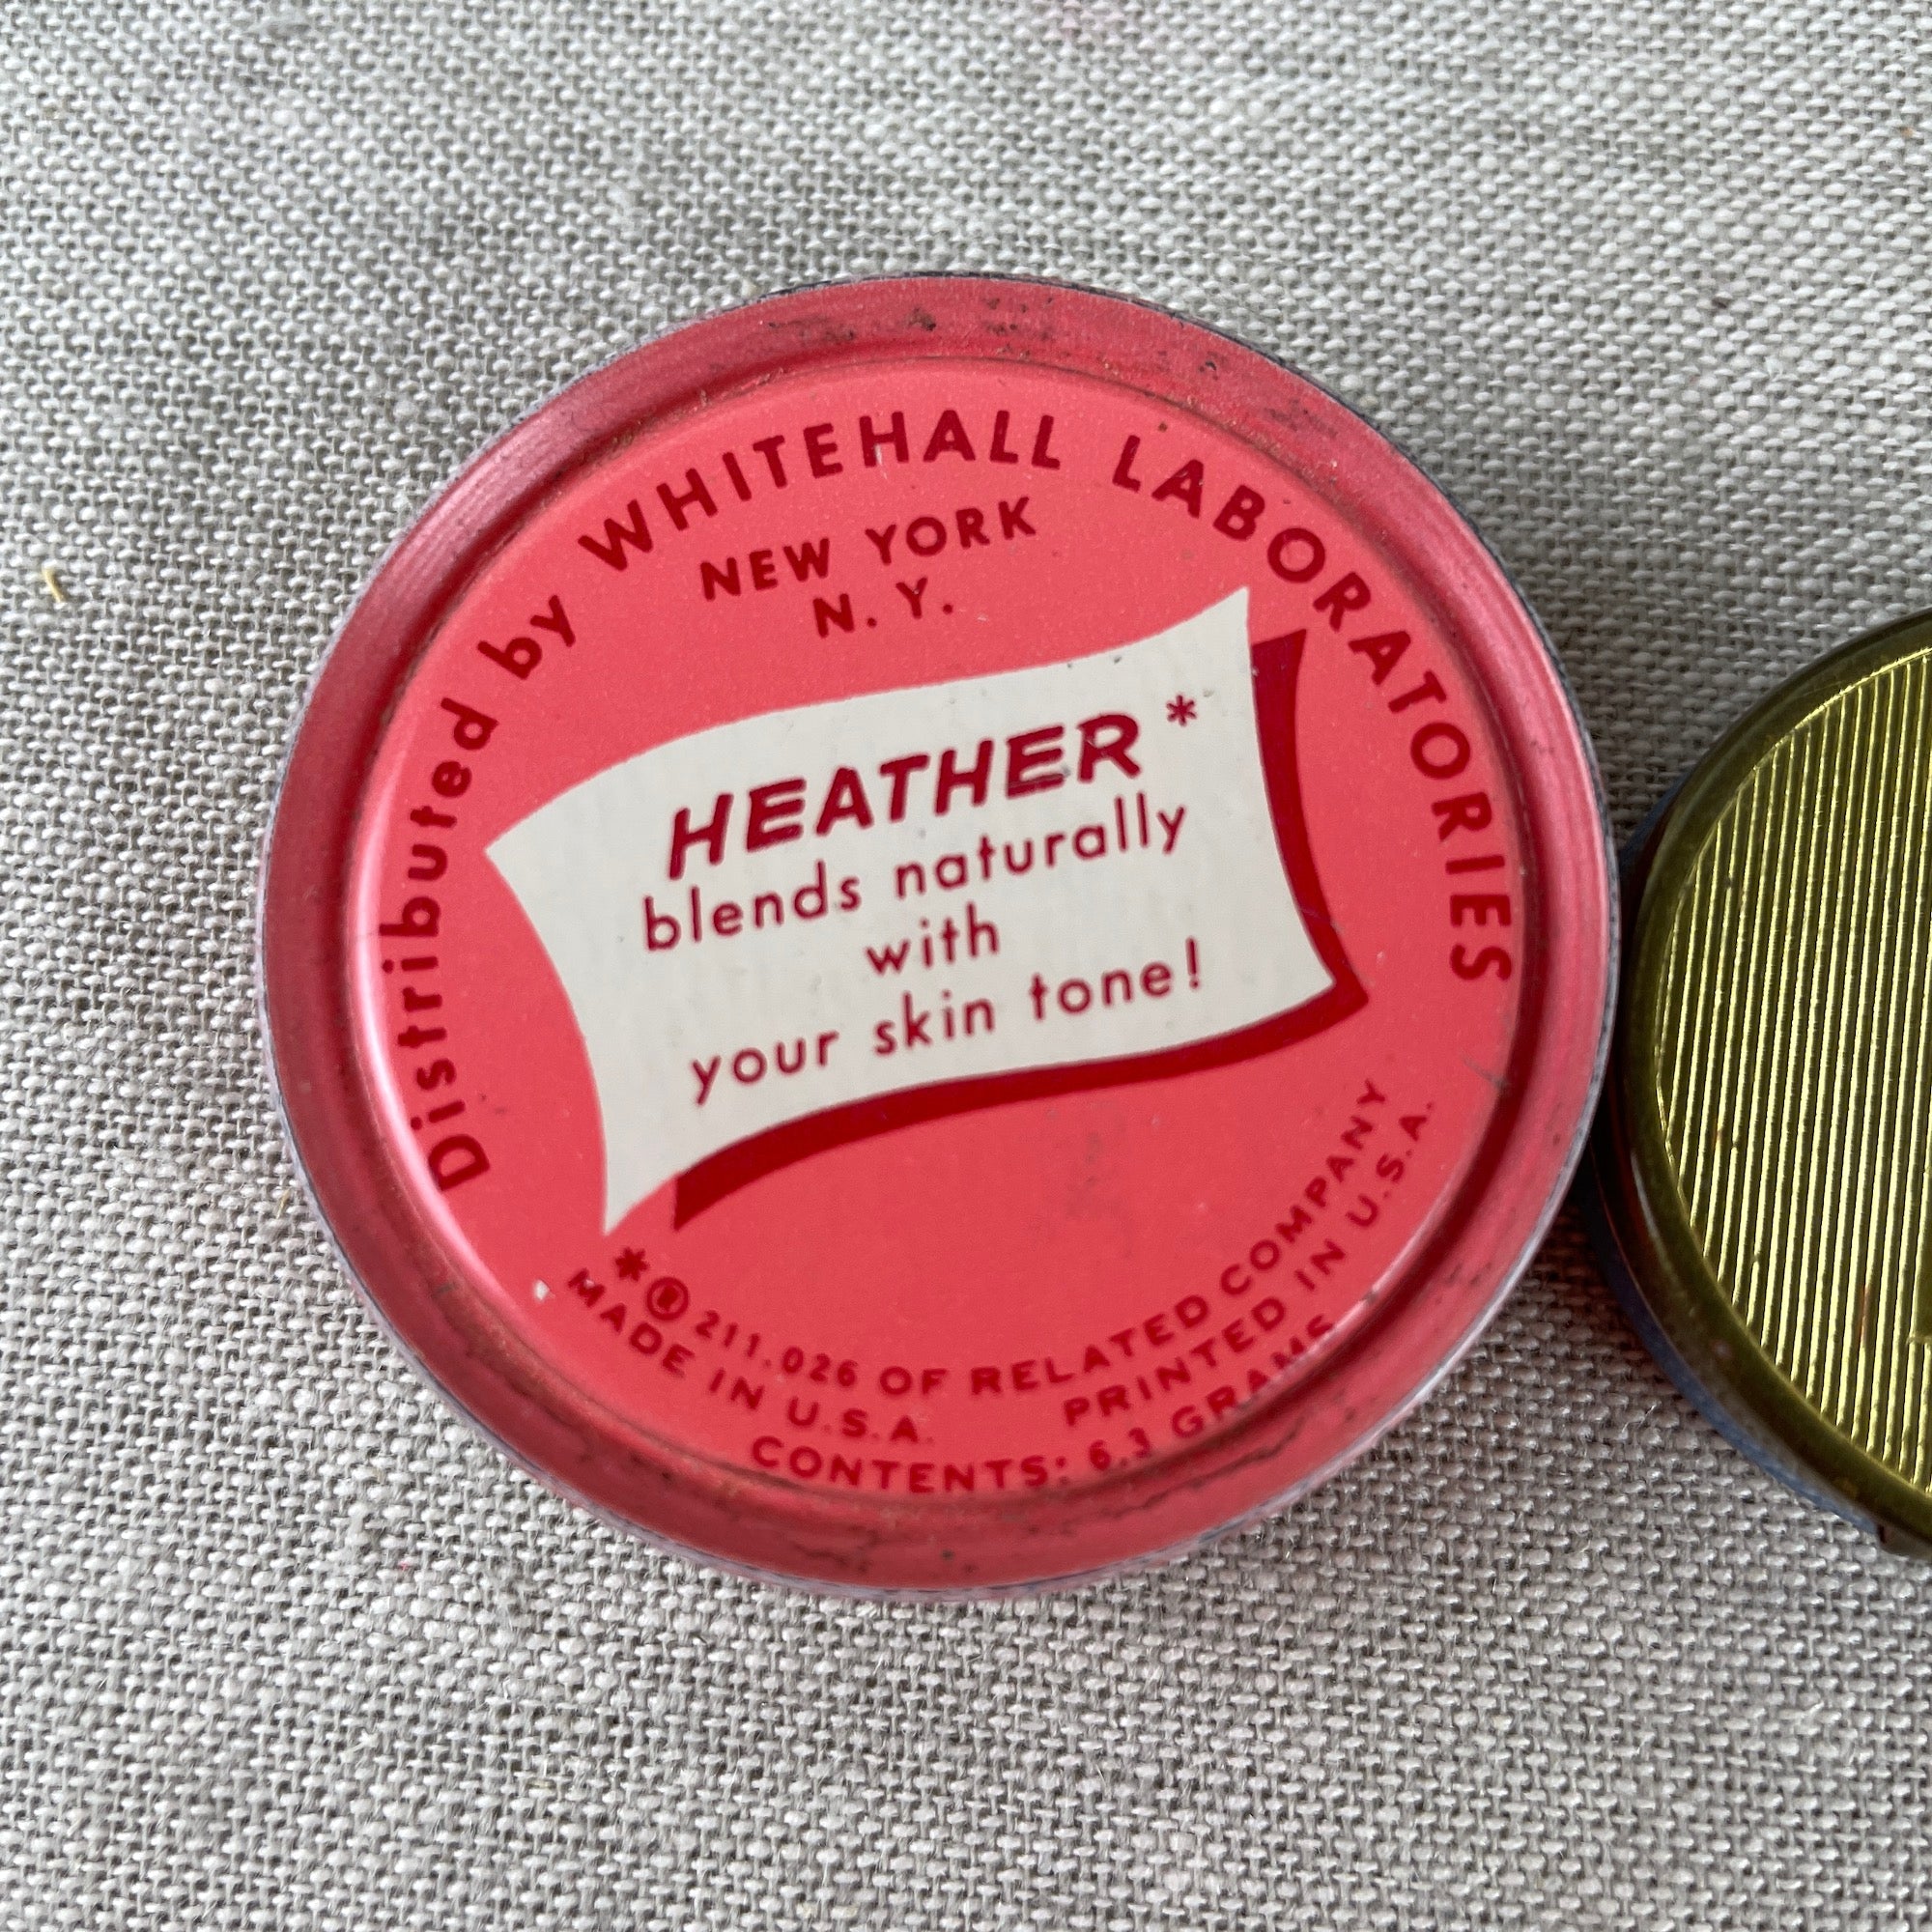 Distributed by WHITEHALL LABORATORIES
NEW YORK
N. Y.
HEATHER*
blends naturally
with
your skin tone!
*® 211.026 OF RELATED COMPANY
MADE IN U.S.A. PRINTED IN U.S.A.
CONTENTS: 6.3 GRAMS